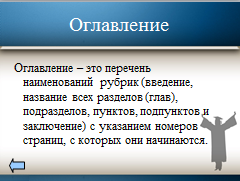 Оглавление
Оглавление – это перечень
наименований рубрик (введение,
название всех разделов (глав),
подразделов, пунктов, подпунктов и
заключение) с указанием номеров
страниц, с которых они начинаются.